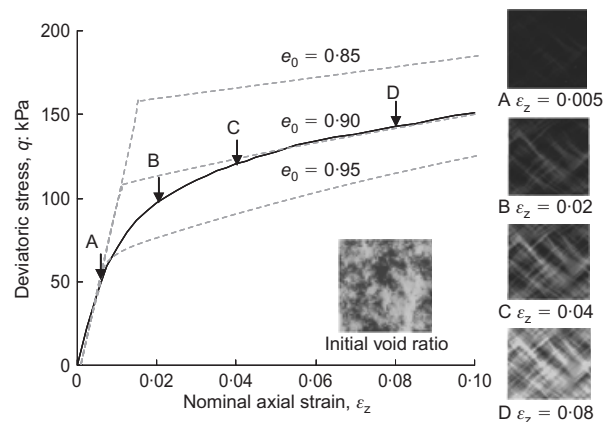 200
150
100
50
0
0
0·02
0·04
0·06
0·08
0·10
Deviatoric stress, q: kPa
Nominal axial strain, εz
e0 = 0·85
e0 = 0·90
e0 = 0·95
A
B
C
D
Initial void ratio
A εz = 0·005
B εz = 0·02
C εz = 0·04
D εz = 0·08